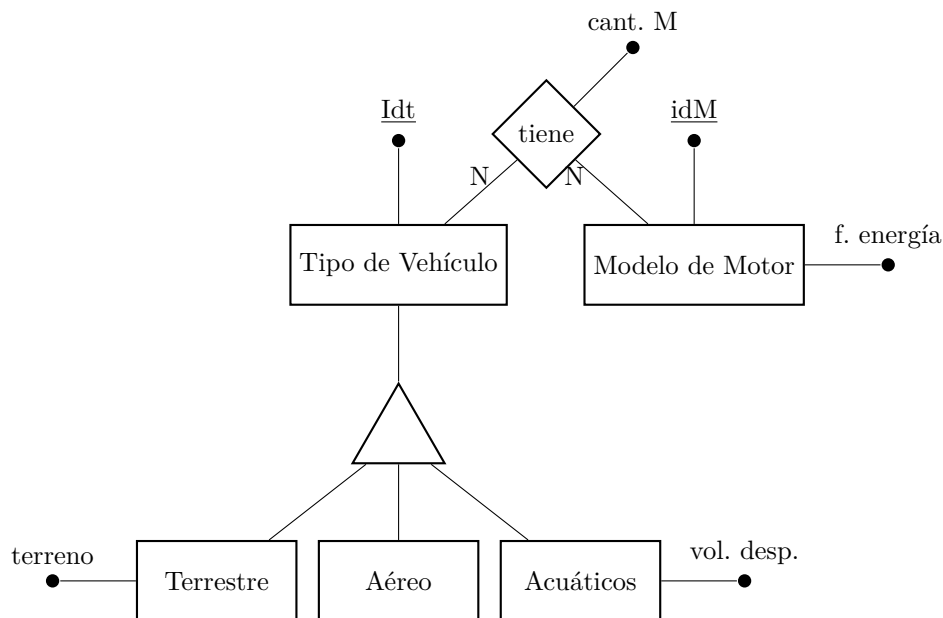 cant. M
Idt
tiene
idM
N
N
Tipo de Vehículo
Modelo de Motor
f. energía
terreno
Terrestre
Aéreo
Acuáticos
vol. desp.